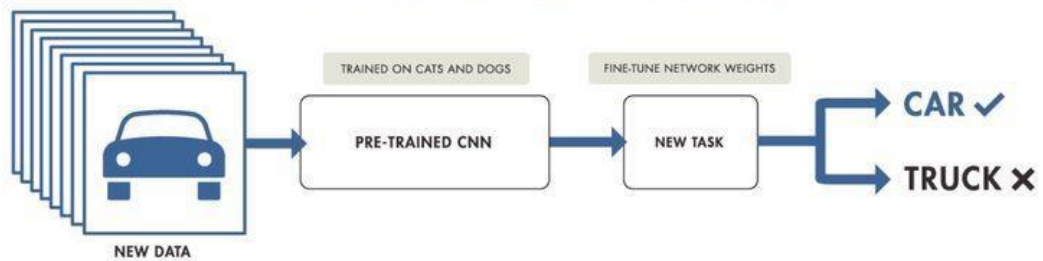 TRAINED ON CATS AND DOGS
FINE-TUNE NETWORK WEIGHTS
PRE-TRAINED CNN
NEW TASK
CAR ✓
TRUCK ✕
NEW DATA